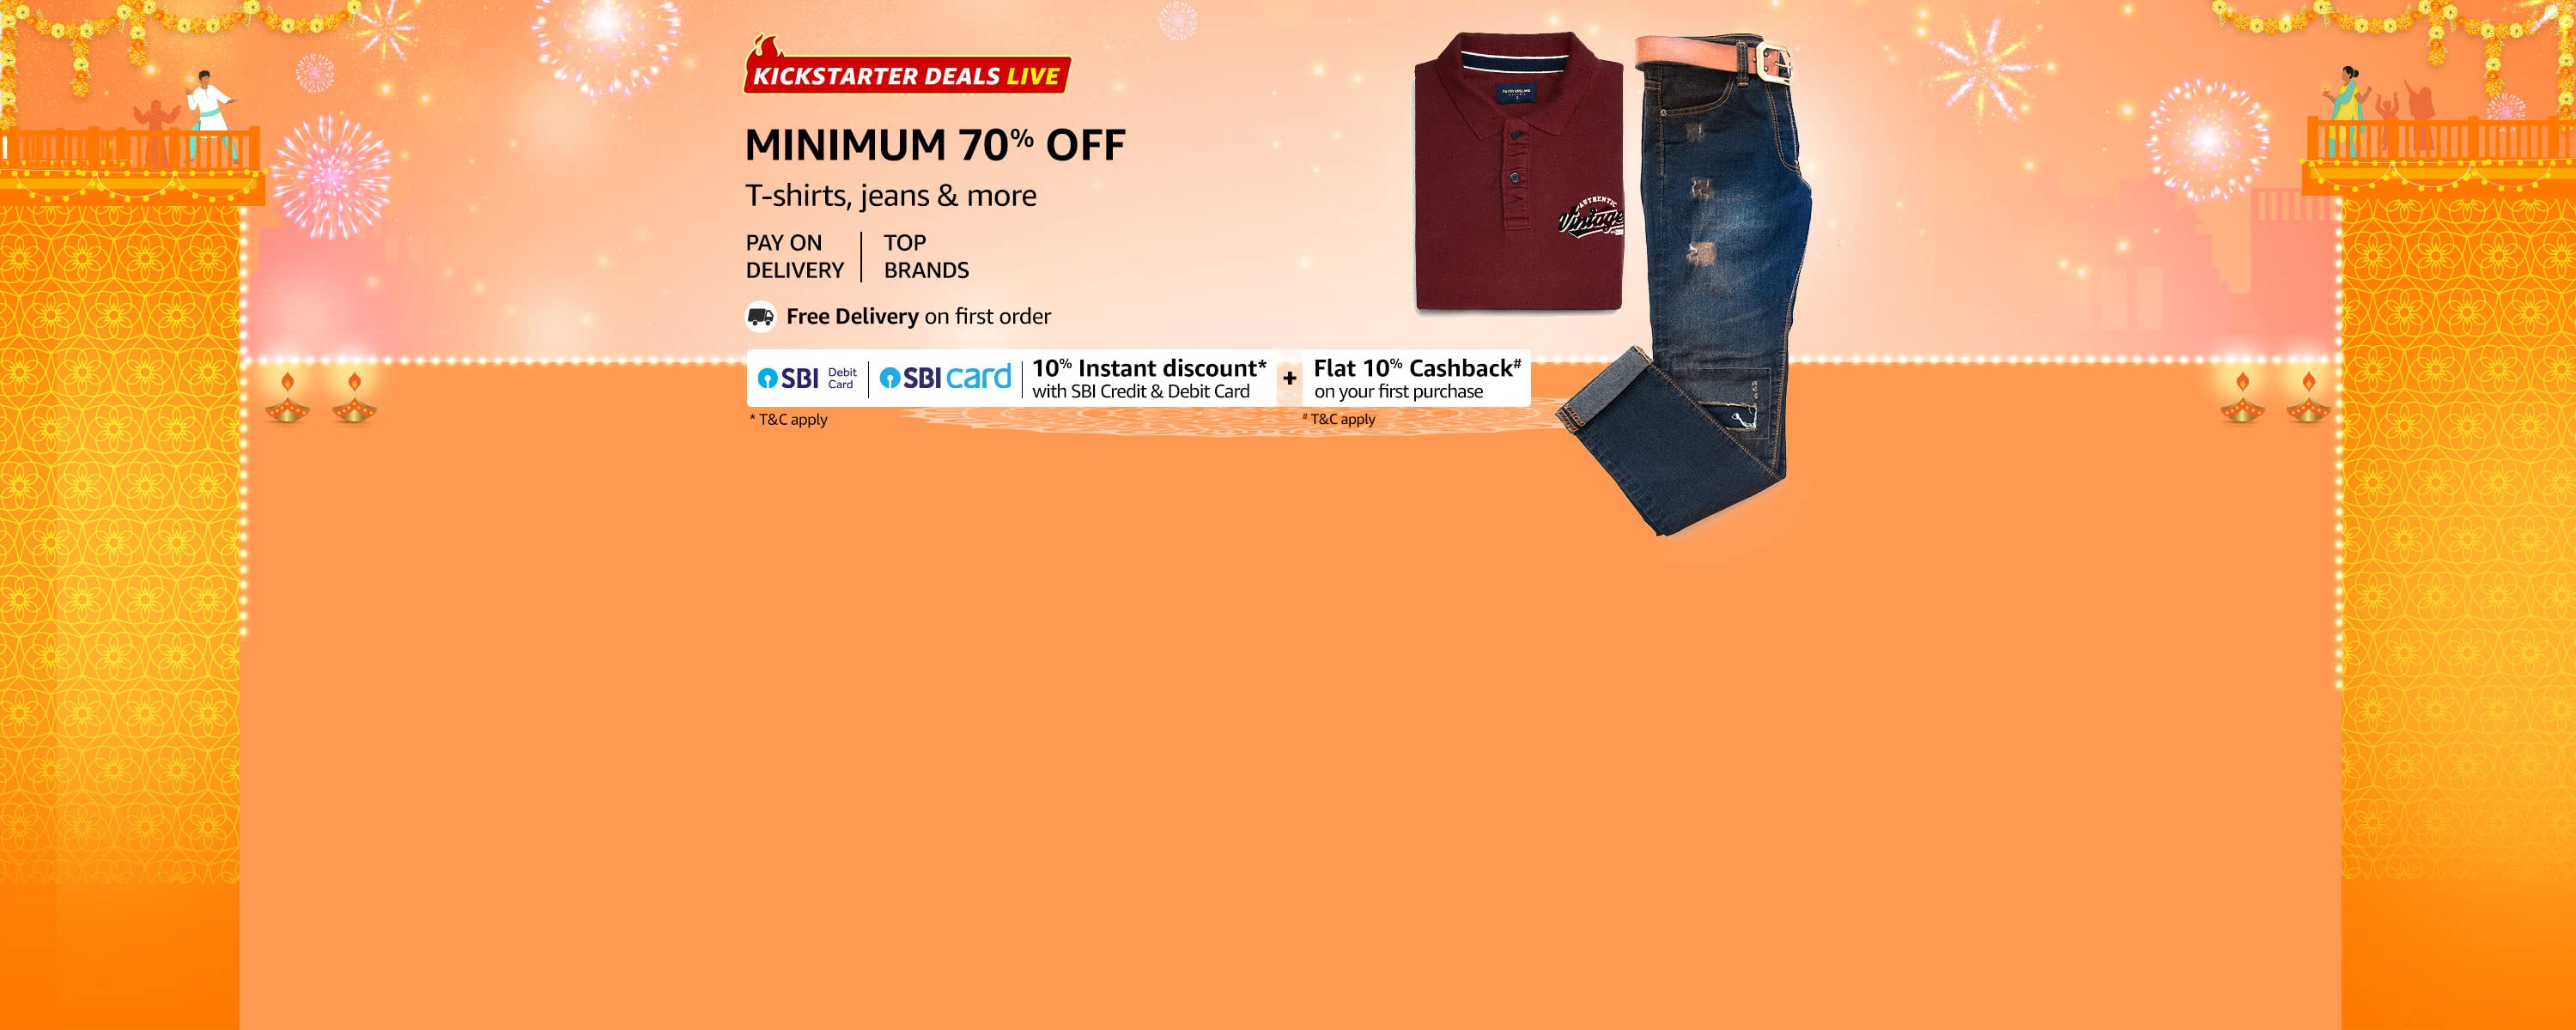 KICKSTARTER DEALS LIVE
MINIMUM 70% OFF
T-shirts, jeans & more
PAY ON
DELIVERY
TOP
BRANDS
Free Delivery on first order
SBI Debit
Card
SBI card
10% Instant discount*
with SBI Credit & Debit Card
+
Flat 10% Cashback#
on your first purchase
* T&C apply
# T&C apply
AUTHENTIC
Vintage